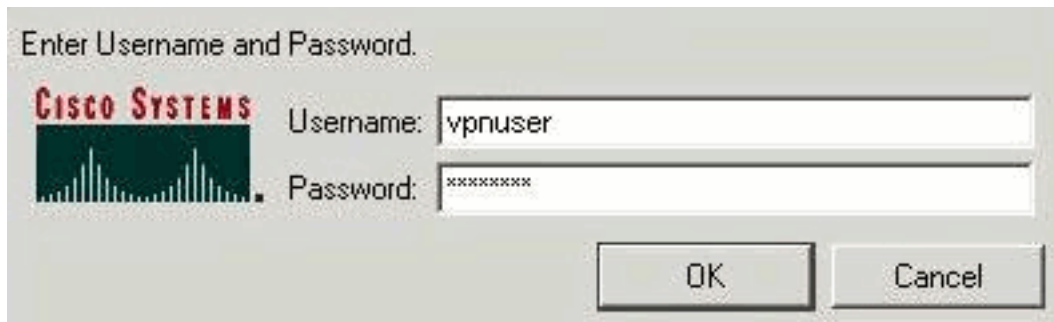 Enter Username and Password.
CISCO SYSTEMS
Username: vpnuser
Password: ********
OK Cancel